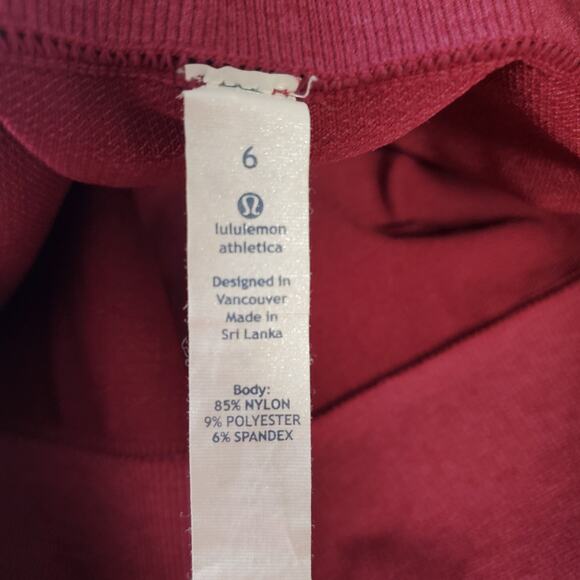 6
lululemon
athletica
Designed in
Vancouver
Made in
Sri Lanka
Body:
85% NYLON
9% POLYESTER
6% SPANDEX